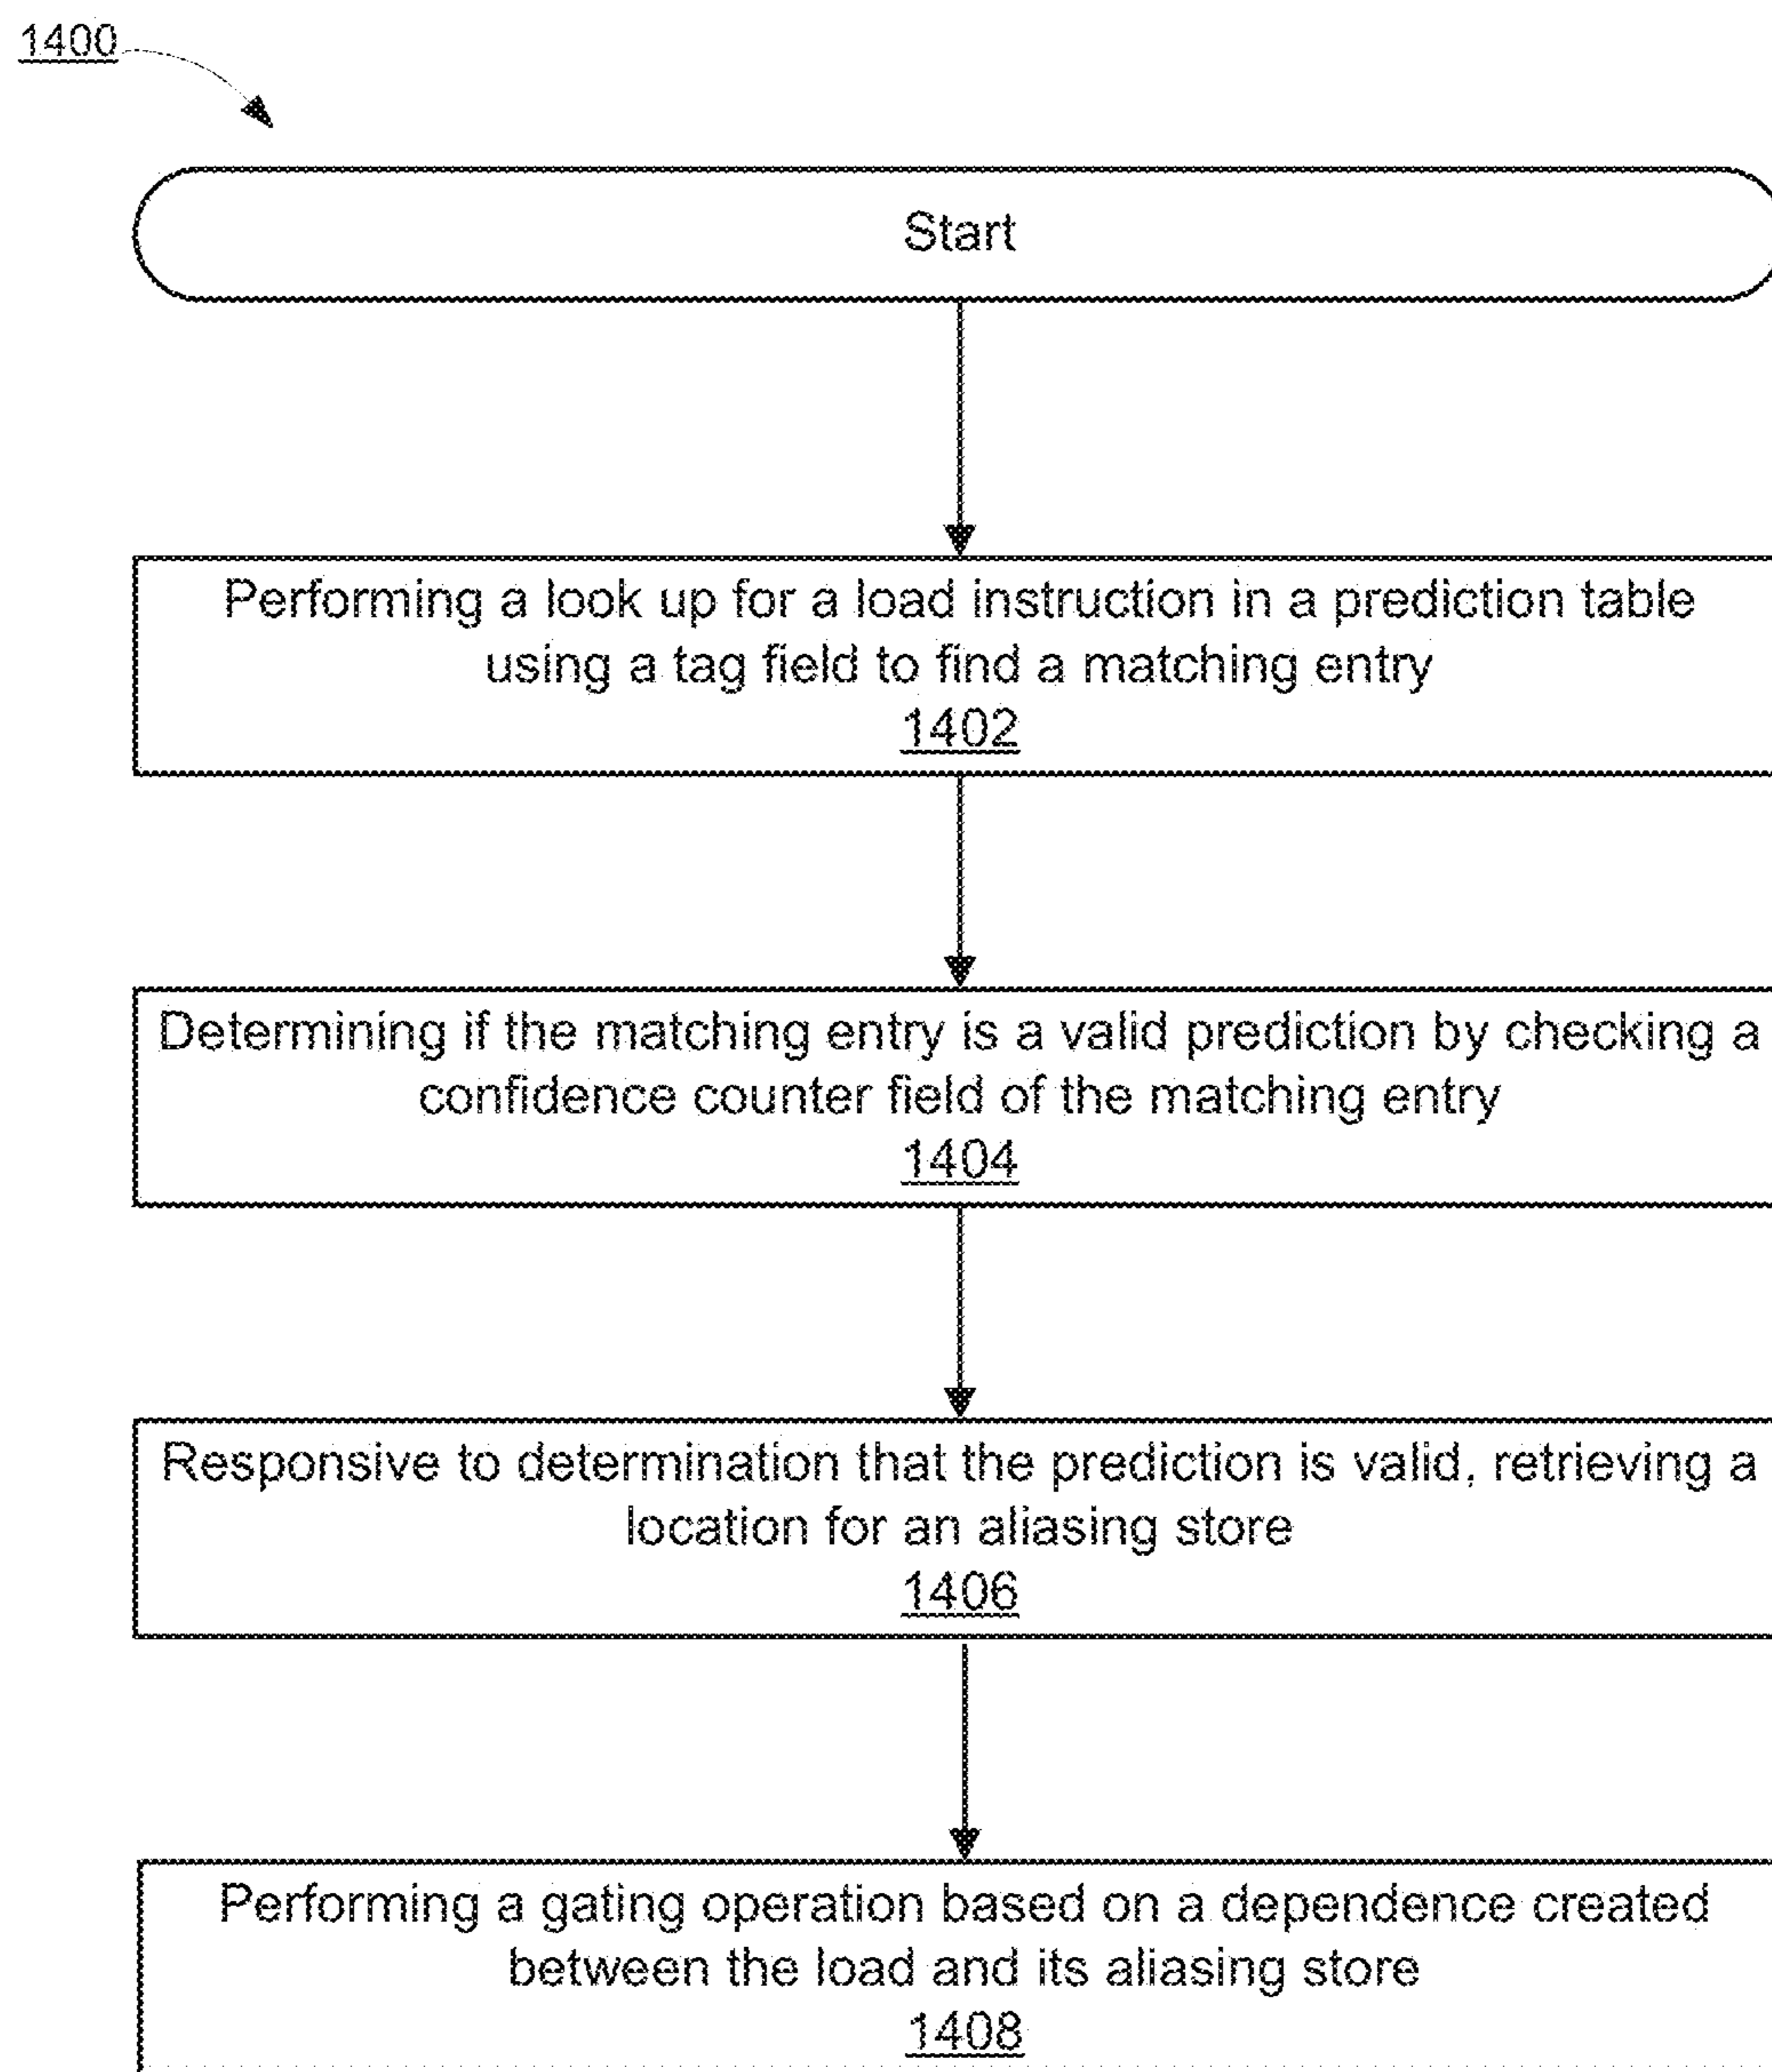 1400
Start
Performing a look up for a load instruction in a prediction table
using a tag field to find a matching entry
1402
Determining if the matching entry is a valid prediction by checking a
confidence counter field of the matching entry
1404
Responsive to determination that the prediction is valid, retrieving a
location for an aliasing store
1406
Performing a gating operation based on a dependence created
between the load and its aliasing store
1408